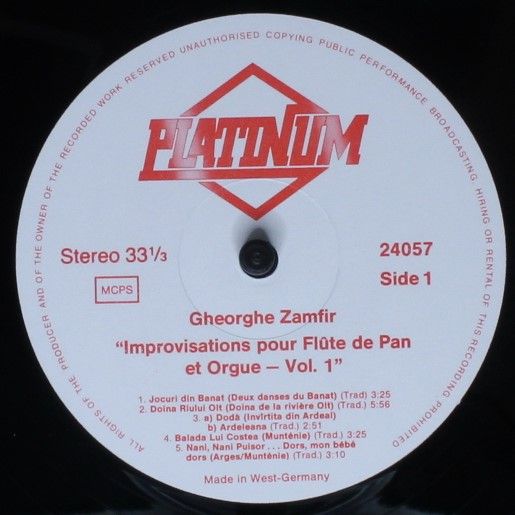 ALL RIGHTS OF THE PRODUCER AND OF THE OWNER OF THE RECORDED WORK RESERVED UNAUTHORISED COPYING PUBLIC PERFORMANCE BROADCASTING HIRING OR RENTAL OF THIS RECORDING PROHIBITED
PLATINUM
Stereo 33 1/3
24057
MCPS
Side 1
Gheorghe Zamfir
“Improvisations pour Flûte de Pan
et Orgue – Vol. 1”
1. Jocuri din Banat (Deux danses du Banat) (Trad) 3:25
2. Doina Riului Olt (Doina de la rivière Olt) (Trad.) 5:56
3. a) Dodà (Invirtita din Ardeal)
b) Ardeleana (Trad.) 2:51
4. Balada Lui Costea (Munténie) (Trad.) 3:25
5. Nani, Nani Puisor . . . Dors, mon bébé
dors (Arges/Munténie) (Trad.) 3:10
Made in West-Germany